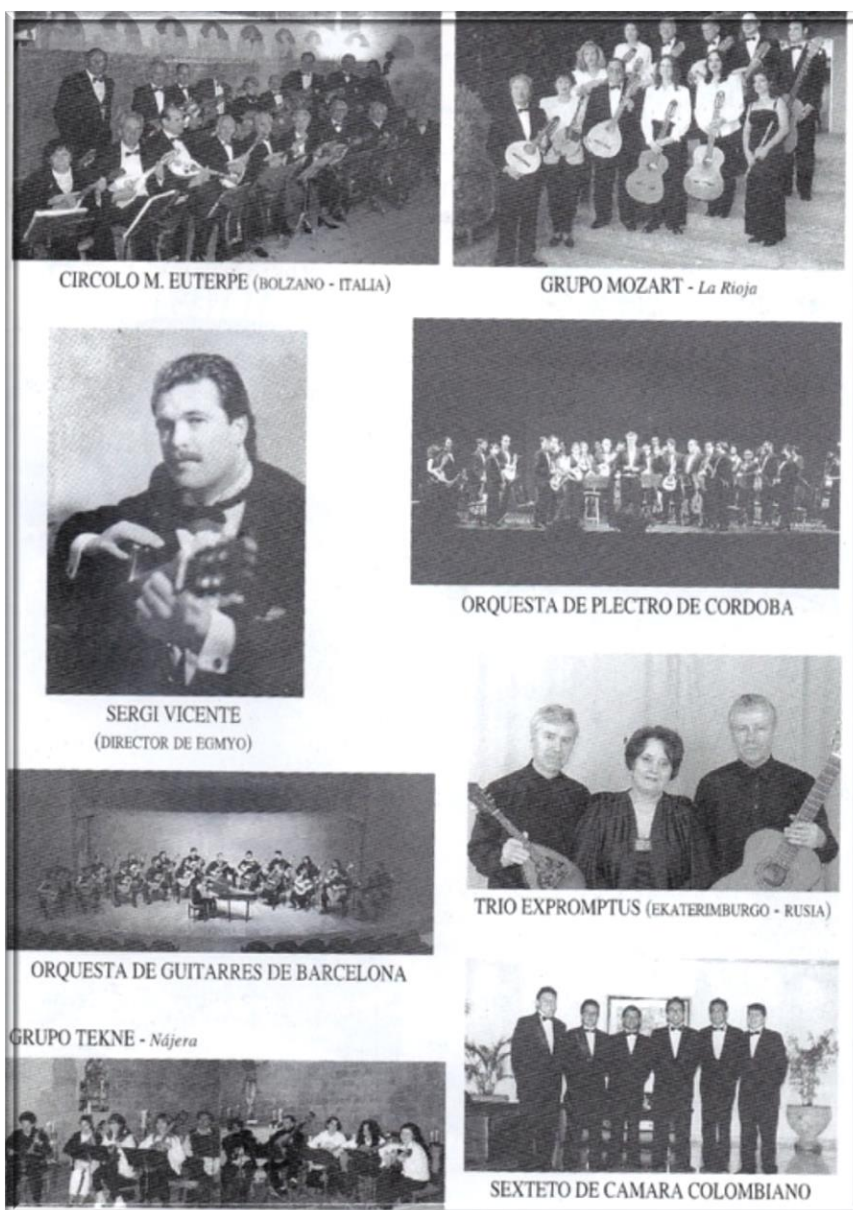 CIRCOLO M. EUTERPE (BOLZANO - ITALIA)
GRUPO MOZART - La Rioja
SERGI VICENTE
(DIRECTOR DE EGMYO)
ORQUESTA DE PLECTRO DE CORDOBA
ORQUESTA DE GUITARRES DE BARCELONA
TRIO EXPROMPTUS (EKATERIMBURGO - RUSIA)
GRUPO TEKNE - Nájera
SEXTETO DE CAMARA COLOMBIANO